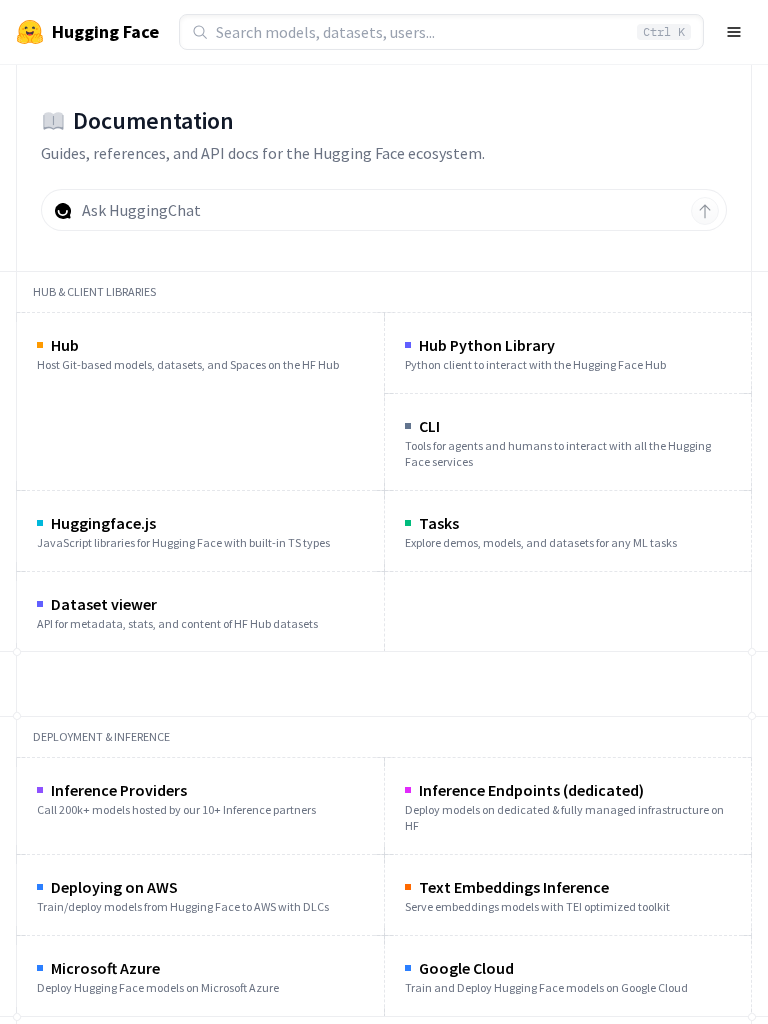 Hugging Face
Search models, datasets, users...
Ctrl K
Documentation
Guides, references, and API docs for the Hugging Face ecosystem.
Ask HuggingChat
HUB & CLIENT LIBRARIES
Hub
Host Git-based models, datasets, and Spaces on the HF Hub
Hub Python Library
Python client to interact with the Hugging Face Hub
CLI
Tools for agents and humans to interact with all the Hugging
Face services
Huggingface.js
JavaScript libraries for Hugging Face with built-in TS types
Tasks
Explore demos, models, and datasets for any ML tasks
Dataset viewer
API for metadata, stats, and content of HF Hub datasets
DEPLOYMENT & INFERENCE
Inference Providers
Call 200k+ models hosted by our 10+ Inference partners
Inference Endpoints (dedicated)
Deploy models on dedicated & fully managed infrastructure on
HF
Deploying on AWS
Train/deploy models from Hugging Face to AWS with DLCs
Text Embeddings Inference
Serve embeddings models with TEI optimized toolkit
Microsoft Azure
Deploy Hugging Face models on Microsoft Azure
Google Cloud
Train and Deploy Hugging Face models on Google Cloud